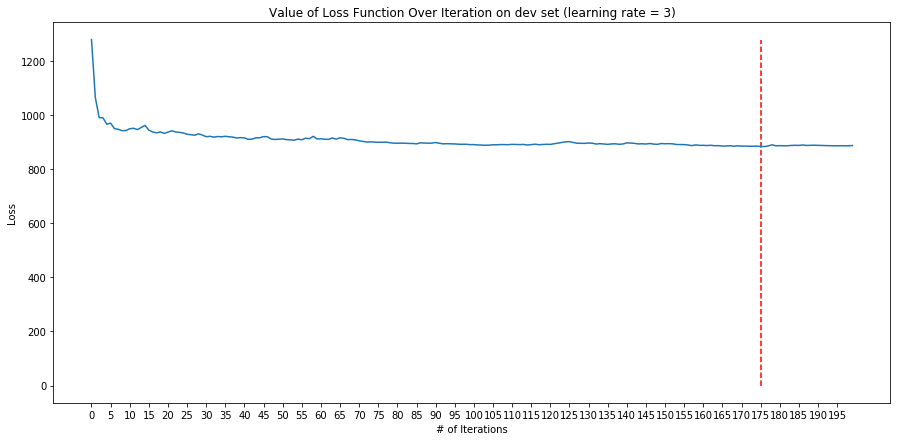 Value of Loss Function Over Iteration on dev set (learning rate = 3)
1200
1000
800
600
400
200
0
Loss
0 5 10 15 20 25 30 35 40 45 50 55 60 65 70 75 80 85 90 95 100 105 110 115 120 125 130 135 140 145 150 155 160 165 170 175 180 185 190 195
# of Iterations